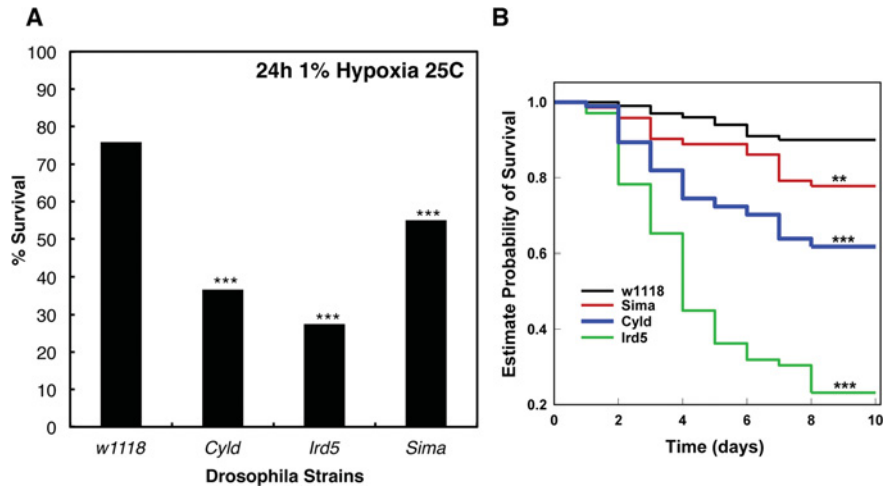 A
24h 1% Hypoxia 25C
% Survival
100
90
80
70
60
50
40
30
20
10
0
***
***
***
w1118
Cyld
Ird5
Sima
Drosophila Strains
B
Estimate Probability of Survival
1.0
0.8
0.6
0.4
0.2
**
***
***
w1118
Sima
Cyld
Ird5
0
2
4
6
8
10
Time (days)